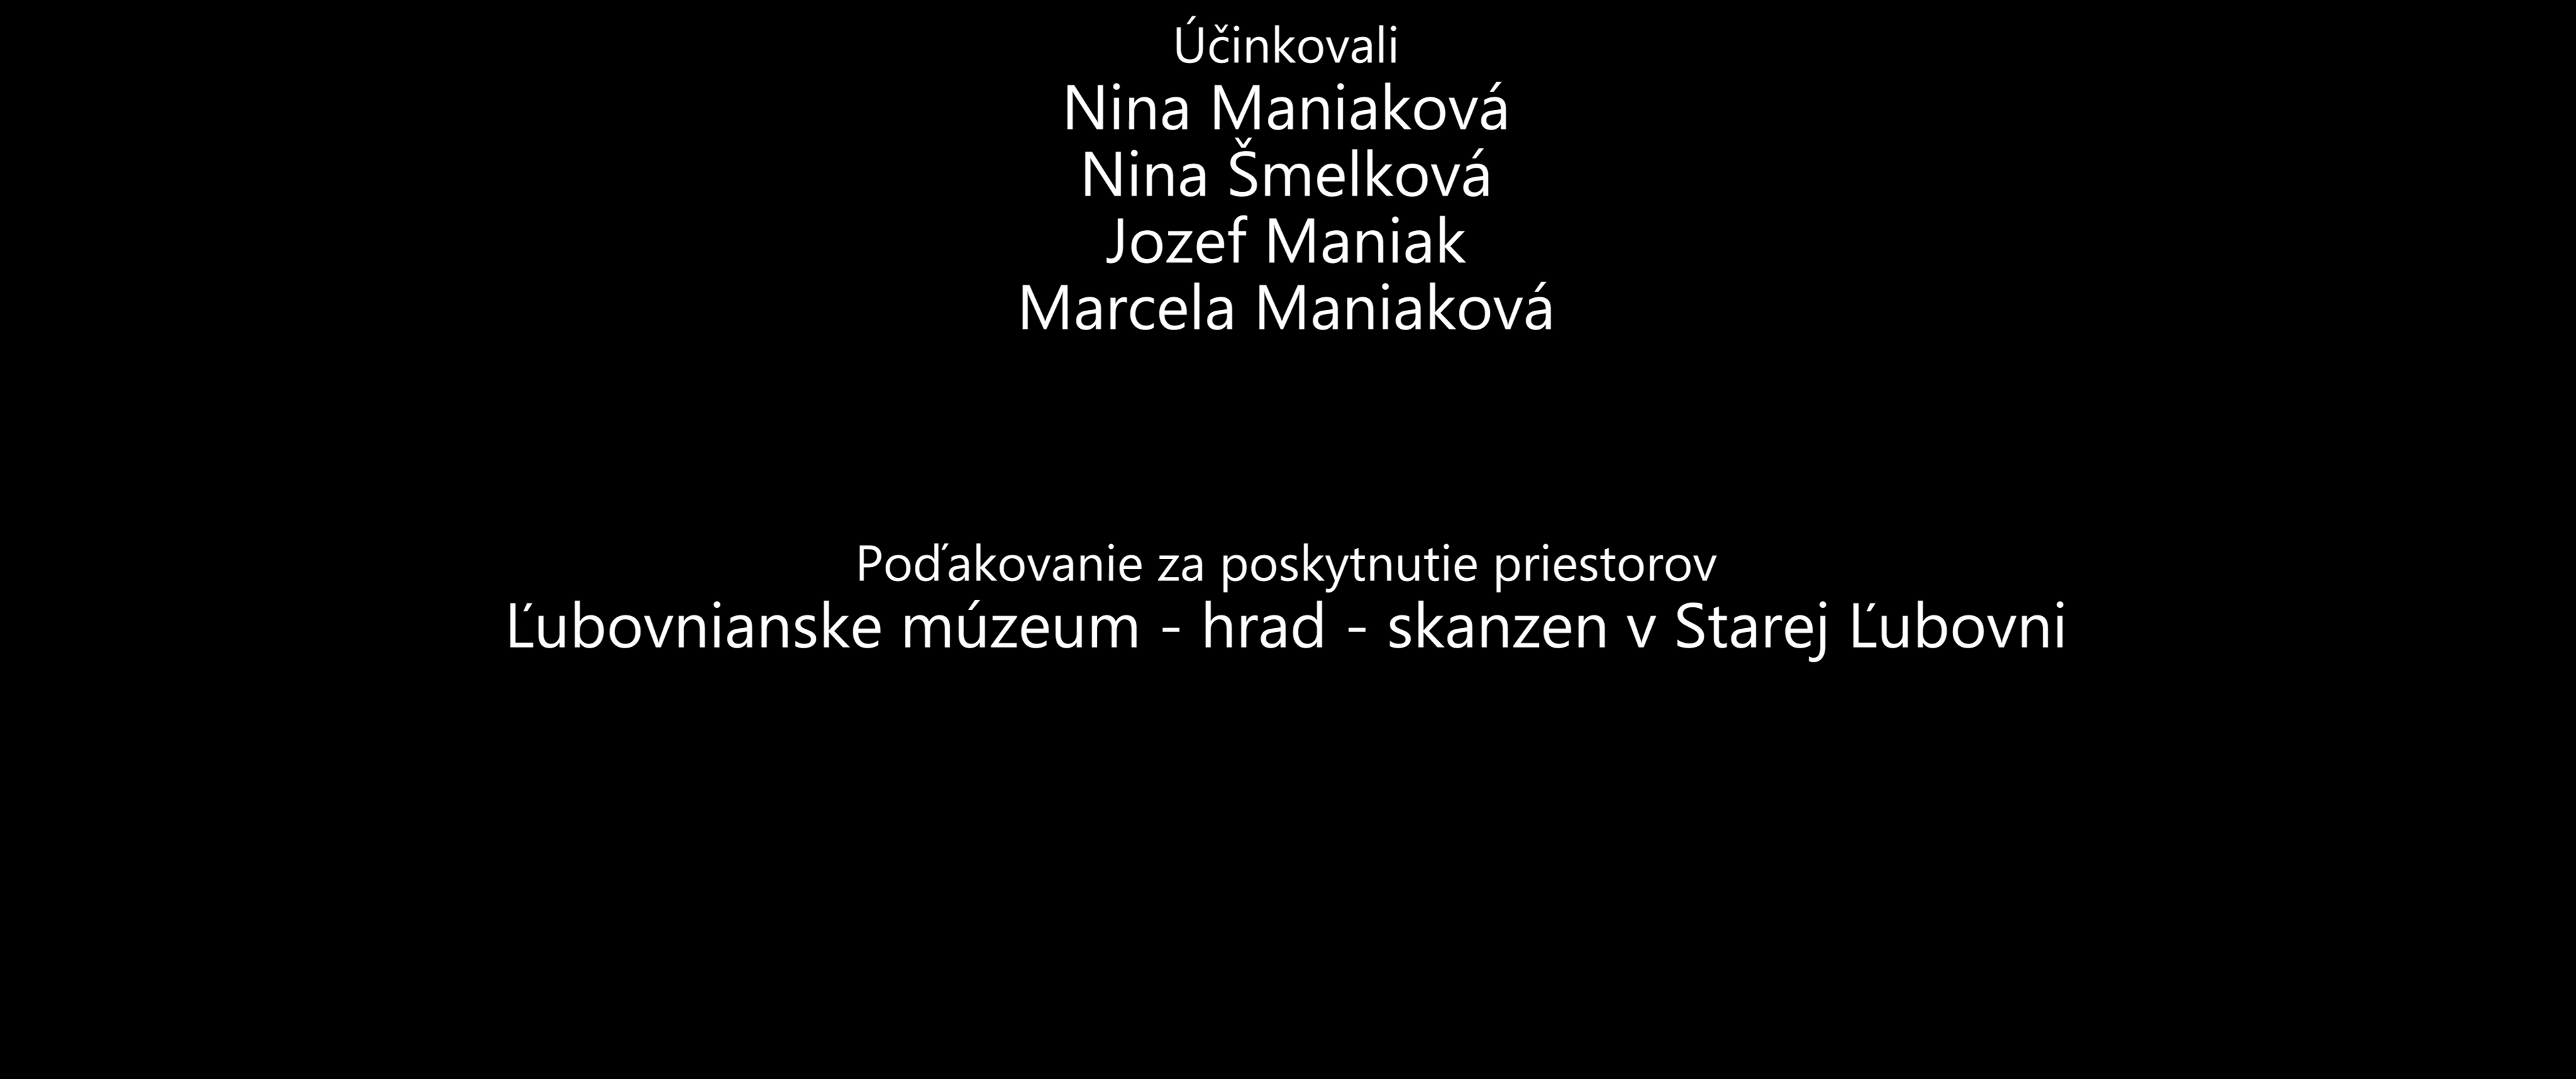 Účinkovali
Nina Maniaková
Nina Šmelková
Jozef Maniak
Marcela Maniaková
Poďakovanie za poskytnutie priestorov
Ľubovnianske múzeum - hrad - skanzen v Starej Ľubovni